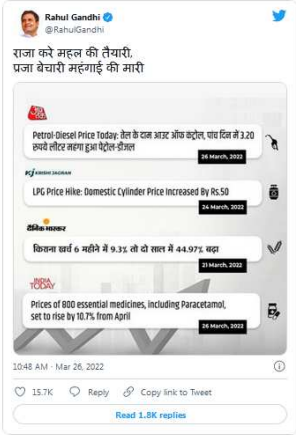 Rahul Gandhi
@RahulGandhi
राजा करे महल की तैयारी,
प्रजा बेचारी महंगाई की मारी
Petrol-Diesel Price Today: तेल के दाम आउट ऑफ कंट्रोल, पांच दिन में 3.20
रुपये लीटर महंगा हुआ पेट्रोल-डीजल
26 March, 2022
KJ KRISHI JAGRAN
LPG Price Hike: Domestic Cylinder Price Increased By Rs.50
24 March, 2022
दैनिक भास्कर
किराना खर्च 6 महीने में 9.3% तो दो साल में 44.97% बढ़ा
21 March, 2022
INDIA
TODAY
Prices of 800 essential medicines, including Paracetamol,
set to rise by 10.7% from April
26 March, 2022
10:48 AM · Mar 26, 2022
15.7K Reply Copy link to Tweet
Read 1.8K replies